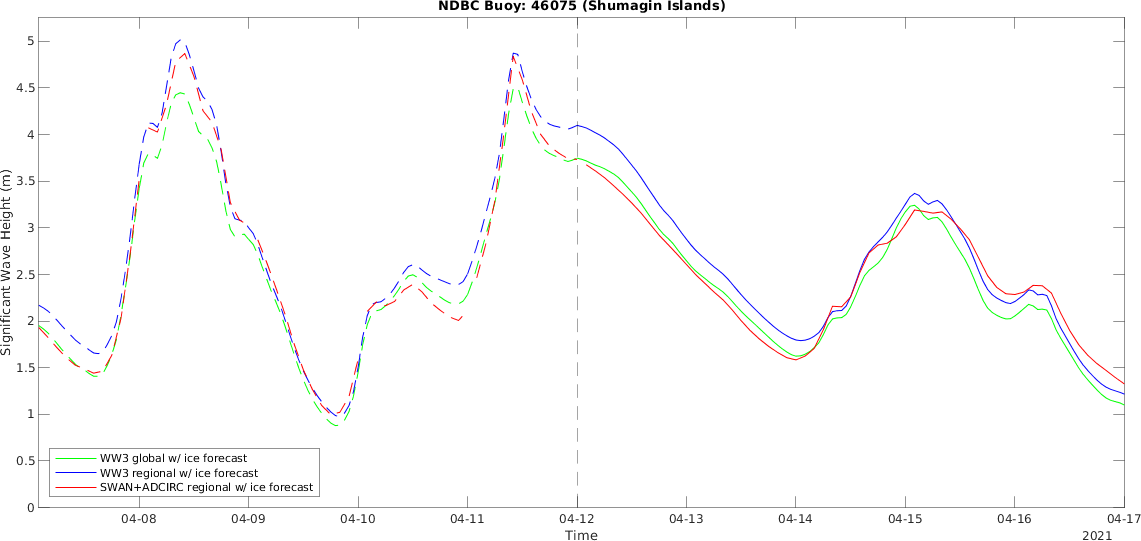 NDBC Buoy: 46075 (Shumagin Islands)
Significant Wave Height (m)
5
4.5
4
3.5
3
2.5
2
1.5
1
0.5
0
WW3 global w/ ice forecast
WW3 regional w/ ice forecast
SWAN+ADCIRC regional w/ ice forecast
04-08 04-09 04-10 04-11 04-12 04-13 04-14 04-15 04-16 04-17
Time
2021